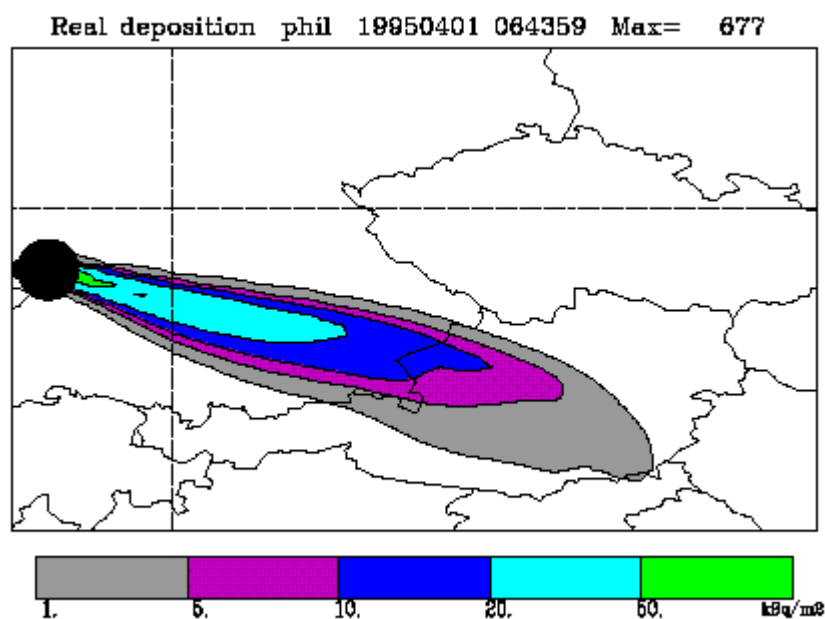 Real deposition phil 19950401 064359 Max= 677
1. 5. 10. 20. 50. kBq/m2